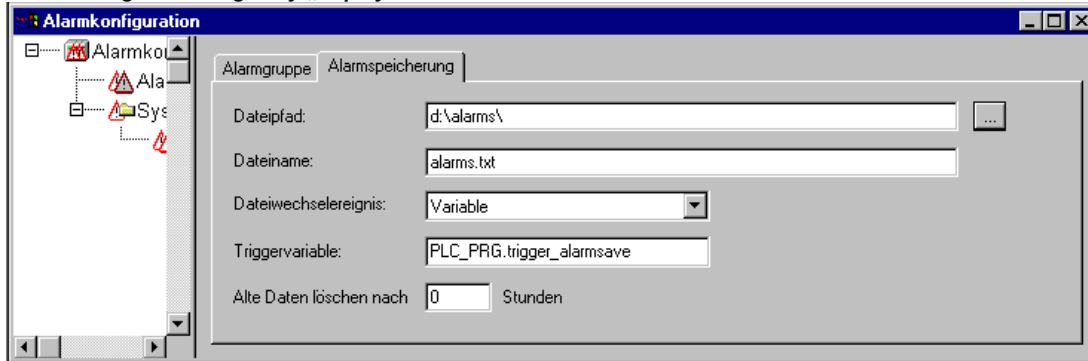 Alarmkonfiguration
Alarmkon
Ala
Sys
Alarmgruppe Alarmspeicherung
Dateipfad: d:\alarms\ ...
Dateiname: alarms.txt
Dateiwechselereignis: Variable
Triggervariable: PLC_PRG.trigger_alarmsave
Alte Daten löschen nach 0 Stunden